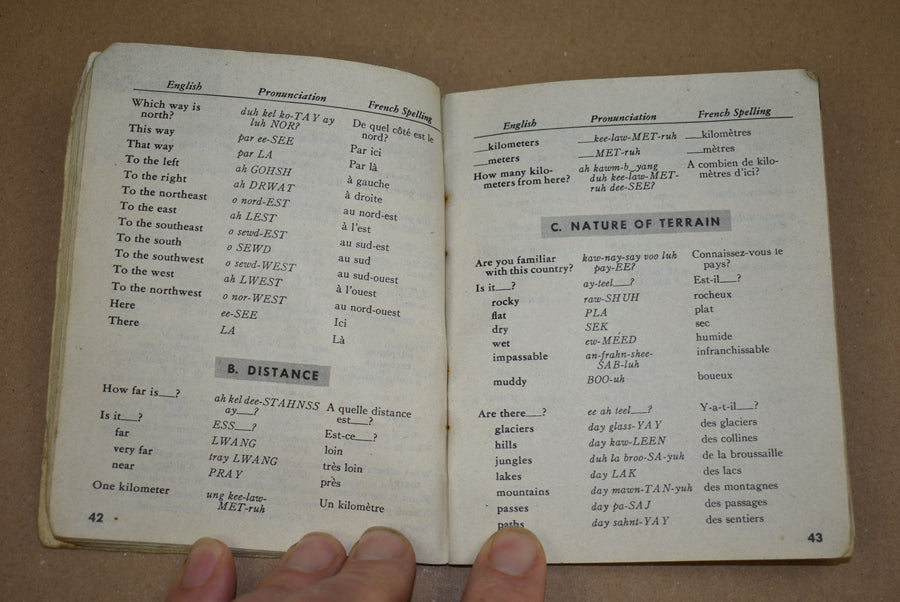 English Pronunciation French Spelling
Which way is north? duh kel ko-TAY ay luh NOR? De quel côté est le nord?
This way par ee-SEE Par ici
That way par LA Par là
To the left ah GOHSH à gauche
To the right ah DRWAT à droite
To the northeast o nord-EST au nord-est
To the east ah LEST à l'est
To the southeast o sewd-EST au sud-est
To the south o SEWD au sud
To the southwest o sewd-WEST au sud-ouest
To the west ah LWEST à l'ouest
To the northwest o nor-WEST au nord-ouest
Here ee-SEE Ici
There LA Là
B. DISTANCE
How far is___? ah kel dee-STAHNSS ay___? A quelle distance est___?
Is it___? ESS___? Est-ce___?
far LWANG loin
very far tray LWANG très loin
near PRAY près
One kilometer ung kee-law-MET-ruh Un kilomètre
42
English Pronunciation French Spelling
___kilometers ___kee-law-MET-ruh ___kilomètres
___meters ___MET-ruh ___mètres
How many kilo-meters from here? ah kawm-b_yang duh kee-law-MET-ruh dee-SEE? A combien de kilo-mètres d'ici?
C. NATURE OF TERRAIN
Are you familiar with this country? kaw-nay-say voo luh pay-EE? Connaissez-vous le pays?
Is it___? ay-teel___? Est-il___?
rocky raw-SHUH rocheux
flat PLA plat
dry SEK sec
wet ew-MEED humide
impassable an-frahn-shee-SAB-luh infranchissable
muddy BOO-uh boueux
Are there___? ee ah teel___? Y-a-t-il___?
glaciers day glass-YAY des glaciers
hills day kaw-LEEN des collines
jungles duh la broo-SA-yuh de la broussaille
lakes day LAK des lacs
mountains day mawn-TAN-yuh des montagnes
passes day pa-SAJ des passages
paths day sahnt-YAY des sentiers
43